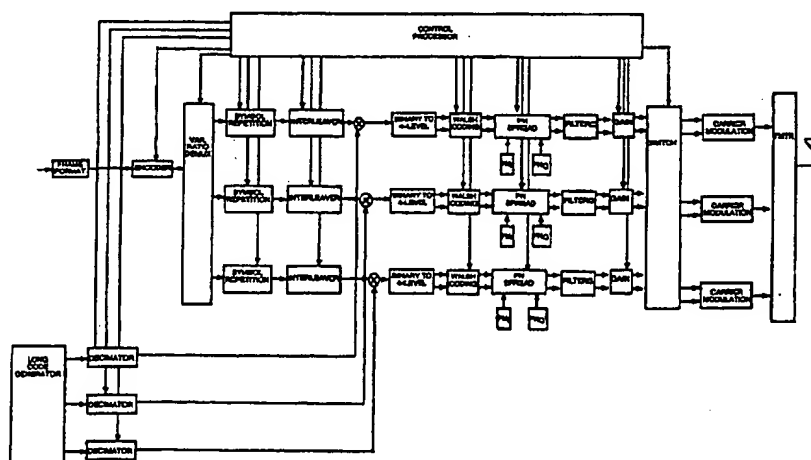 CONTROL
PROCESSOR
SYMBOL
REPETITION
INTERLEAVER
BINARY TO
4-LEVEL
WALSH
CODING
PN
SPREAD
FILTERS
GAIN
SWITCH
CARRIER
MODULATION
FRAME
FORMAT
ENCODER
VAR.
RATIO
DEMUX
PNI
PNQ
SYMBOL
REPETITION
INTERLEAVER
BINARY TO
4-LEVEL
WALSH
CODING
PN
SPREAD
FILTERS
GAIN
CARRIER
MODULATION
PNI
PNQ
SYMBOL
REPETITION
INTERLEAVER
BINARY TO
4-LEVEL
WALSH
CODING
PN
SPREAD
FILTERS
GAIN
CARRIER
MODULATION
PNI
PNQ
LONG
CODE
GENERATOR
DECIMATOR
DECIMATOR
DECIMATOR